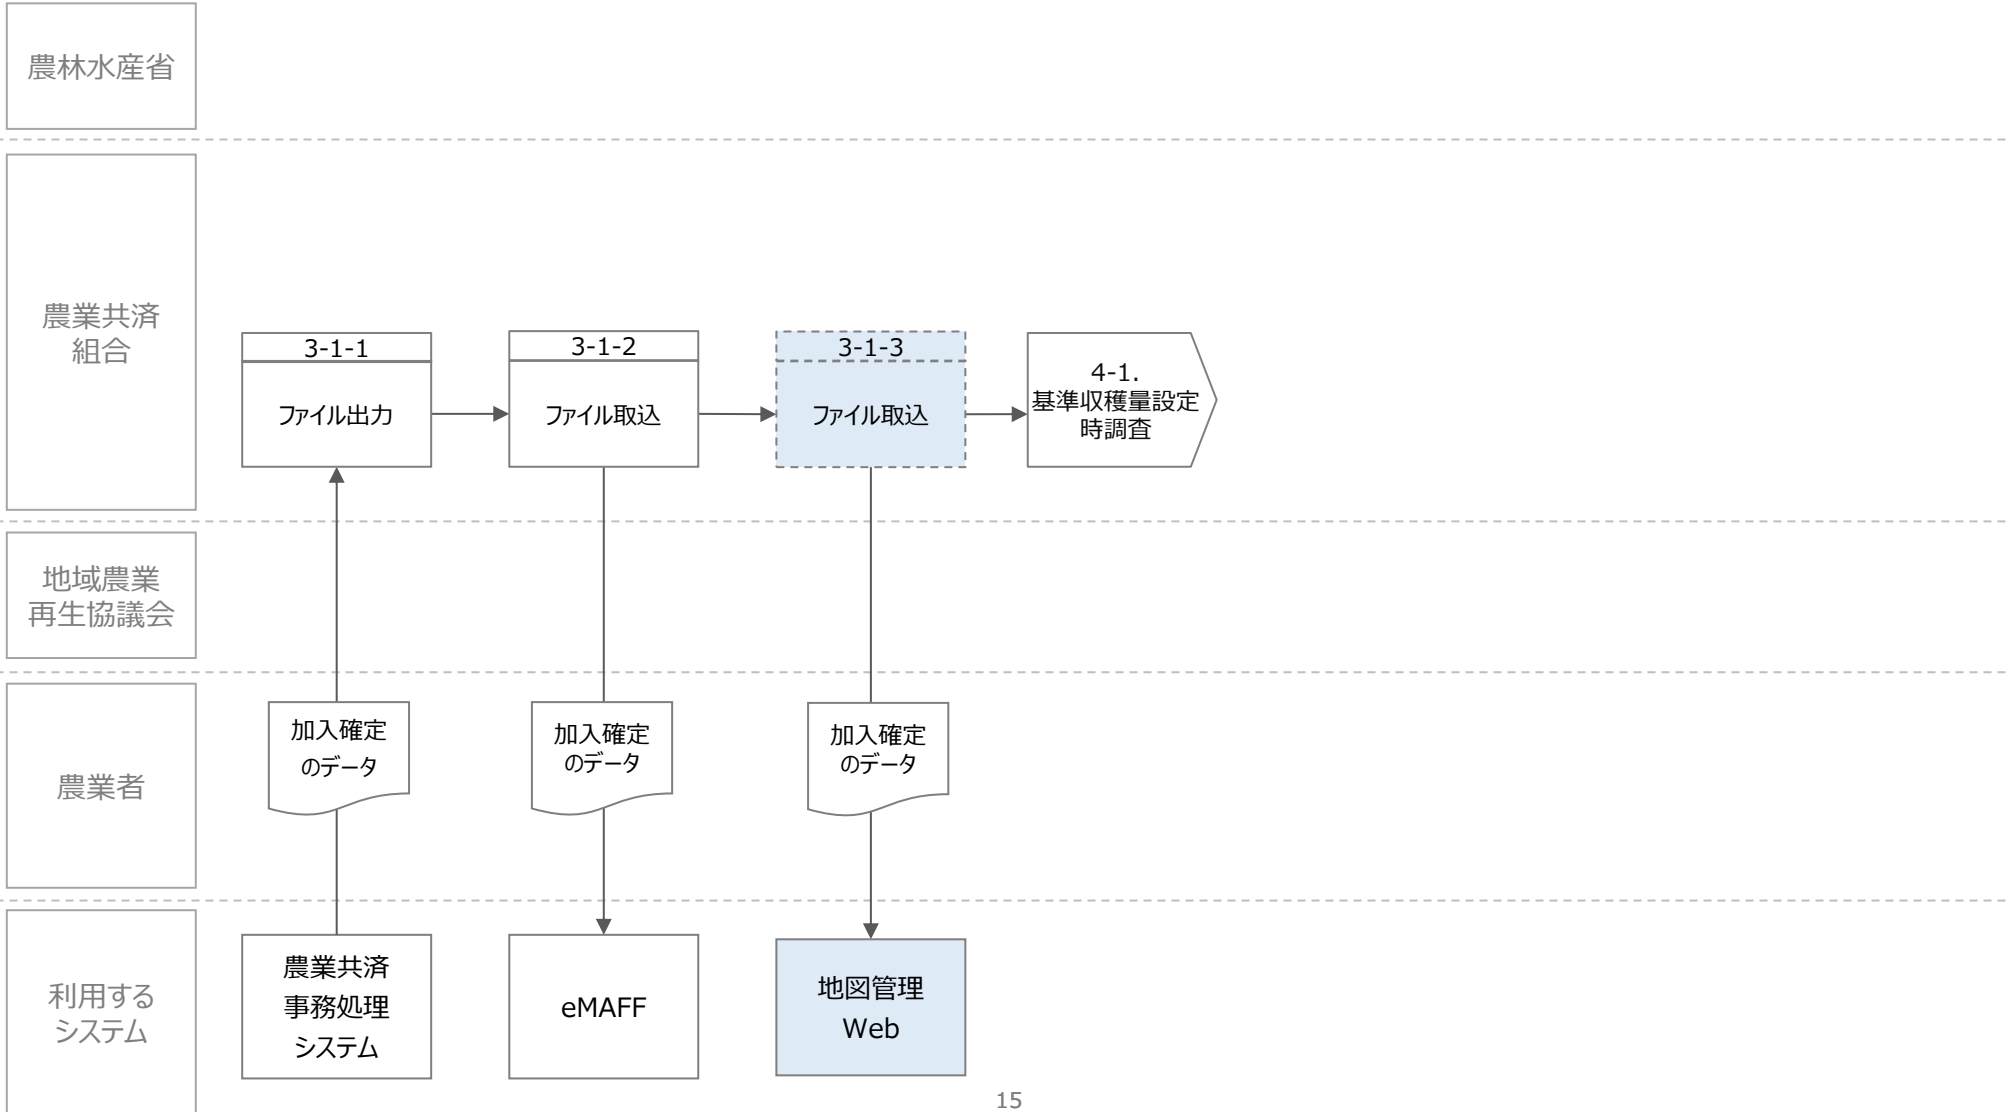 農林水産省
農業共済
組合
3-1-1
ファイル出力
3-1-2
ファイル取込
3-1-3
ファイル取込
4-1.
基準収穫量設定
時調査
地域農業
再生協議会
農業者
加入確定
のデータ
加入確定
のデータ
加入確定
のデータ
利用する
システム
農業共済
事務処理
システム
eMAFF
地図管理
Web
15